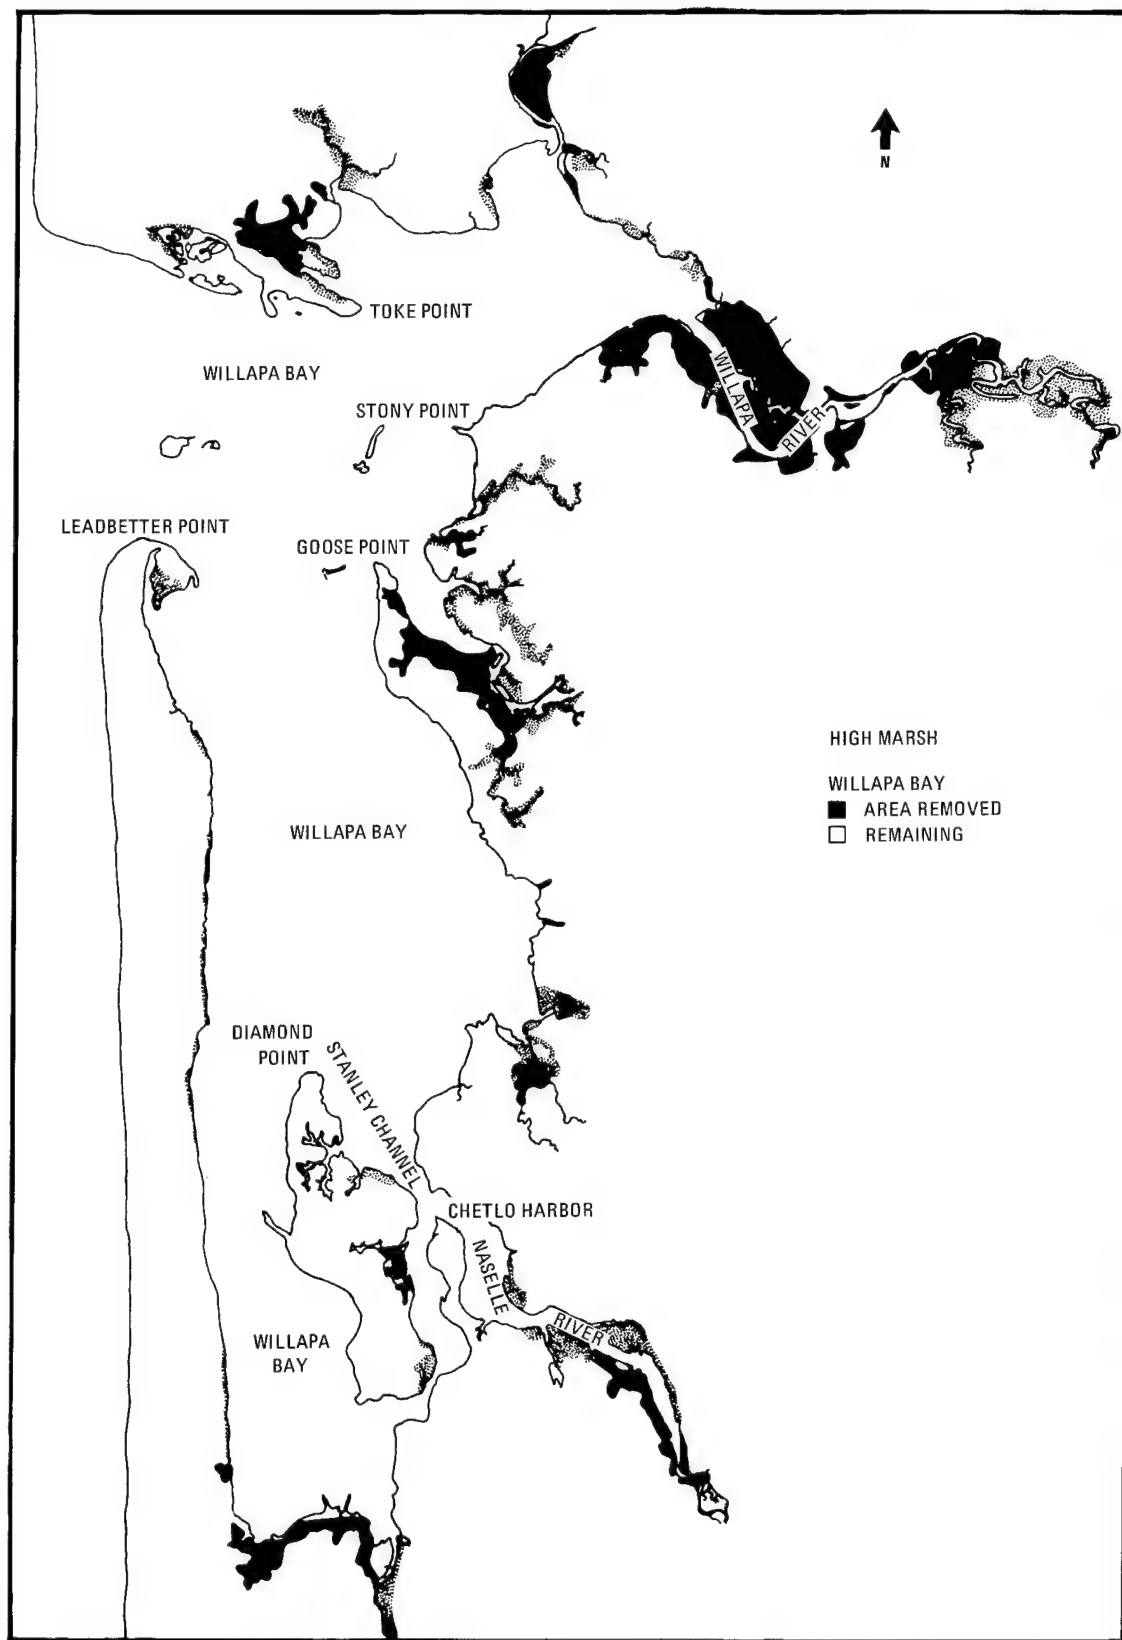 N
TOKE POINT
WILLAPA BAY
WILLAPA
RIVER
STONY POINT
LEADBETTER POINT
GOOSE POINT
HIGH MARSH
WILLAPA BAY
AREA REMOVED
REMAINING
WILLAPA BAY
DIAMOND
POINT
STANLEY CHANNEL
CHETLO HARBOR
NASELLE
RIVER
WILLAPA
BAY